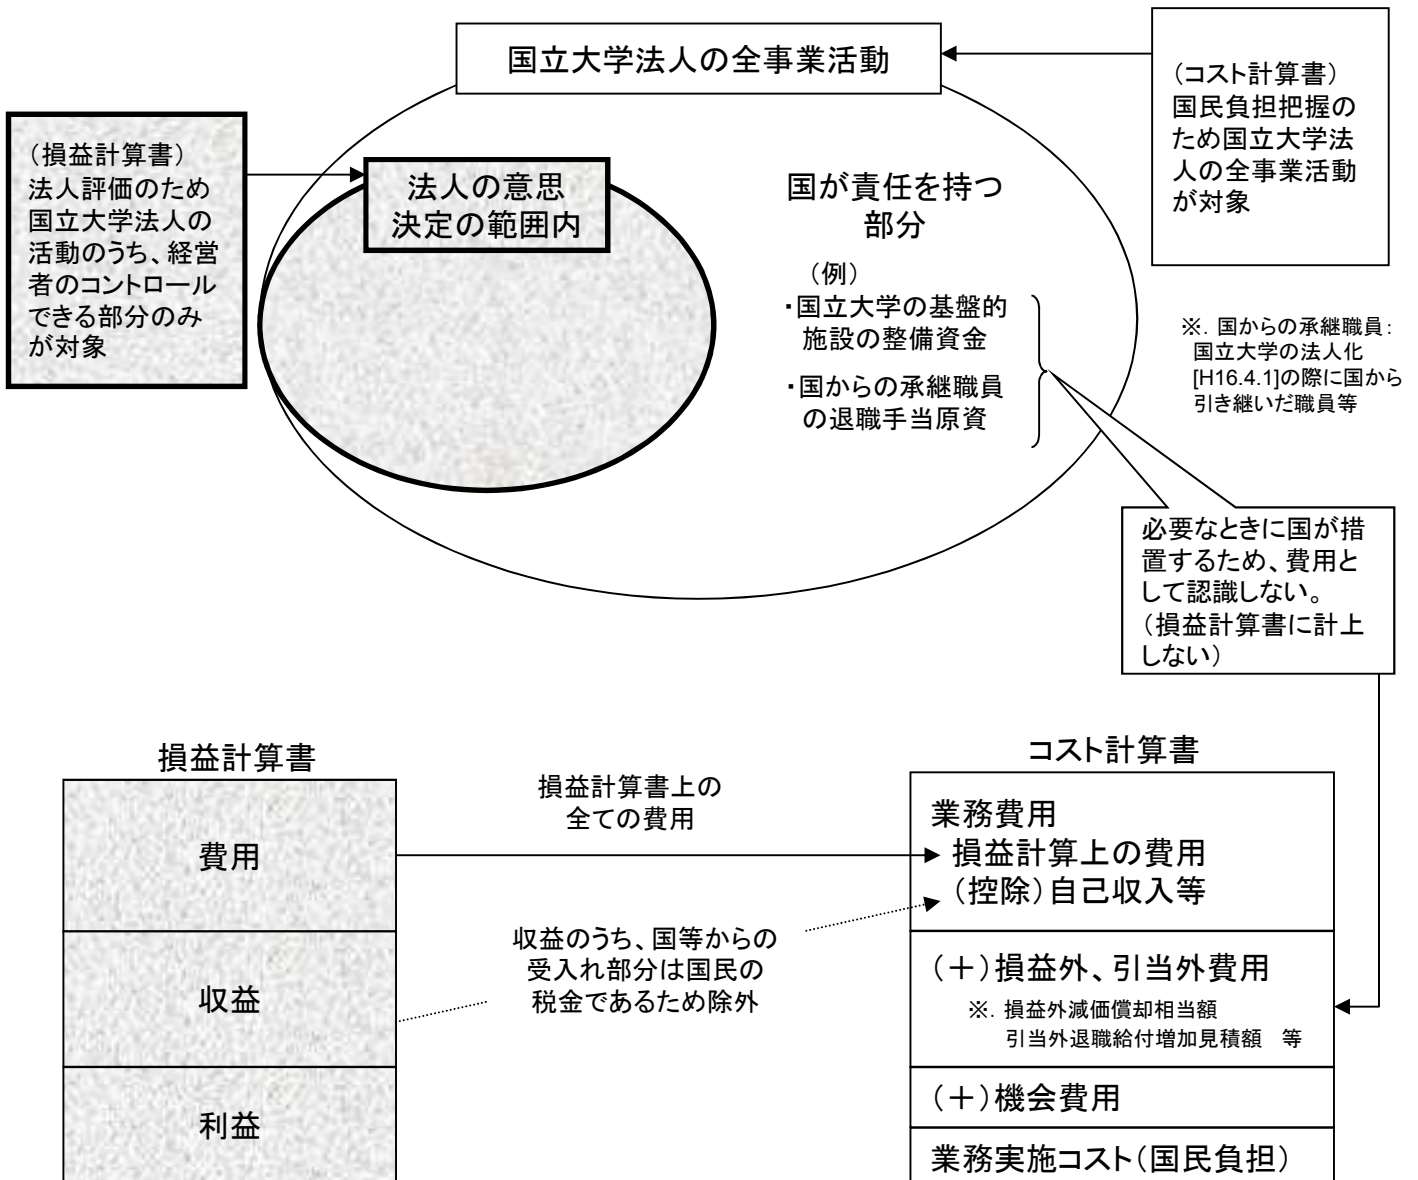 国立大学法人の全事業活動
（コスト計算書）
国民負担把握の
ため国立大学法
人の全事業活動
が対象
（損益計算書）
法人評価のため
国立大学法人の
活動のうち、経営
者のコントロール
できる部分のみ
が対象
法人の意思
決定の範囲内
国が責任を持つ
部分
（例）
・国立大学の基盤的
施設の整備資金
・国からの承継職員
の退職手当原資
※．国からの承継職員：
国立大学の法人化
[H16.4.1]の際に国から
引き継いだ職員等
必要なときに国が措
置するため、費用と
して認識しない。
（損益計算書に計上
しない）
損益計算書
費用
収益
利益
損益計算書上の
全ての費用
収益のうち、国等からの
受入れ部分は国民の
税金であるため除外
コスト計算書
業務費用
損益計算上の費用
（控除）自己収入等
（＋）損益外、引当外費用
※．損益外減価償却相当額
引当外退職給付増加見積額　等
（＋）機会費用
業務実施コスト（国民負担）